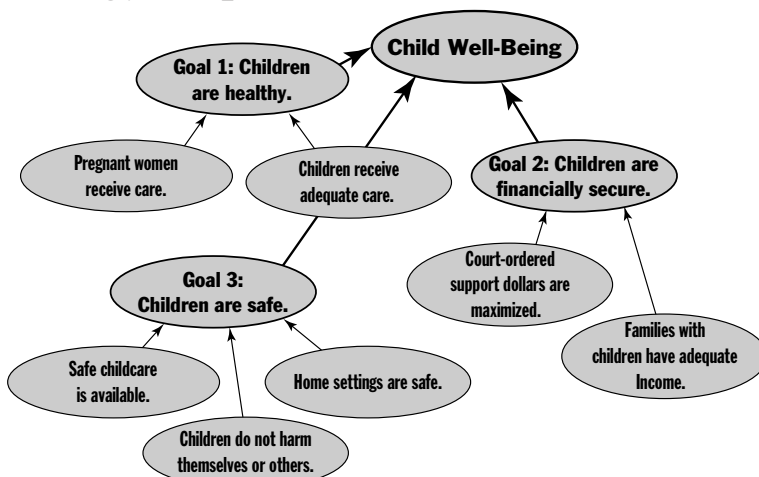 Child Well-Being
Goal 1: Children
are healthy.
Pregnant women
receive care.
Children receive
adequate care.
Goal 2: Children are
financially secure.
Court-ordered
support dollars are
maximized.
Families with
children have adequate
Income.
Goal 3:
Children are safe.
Safe childcare
is available.
Home settings are safe.
Children do not harm
themselves or others.